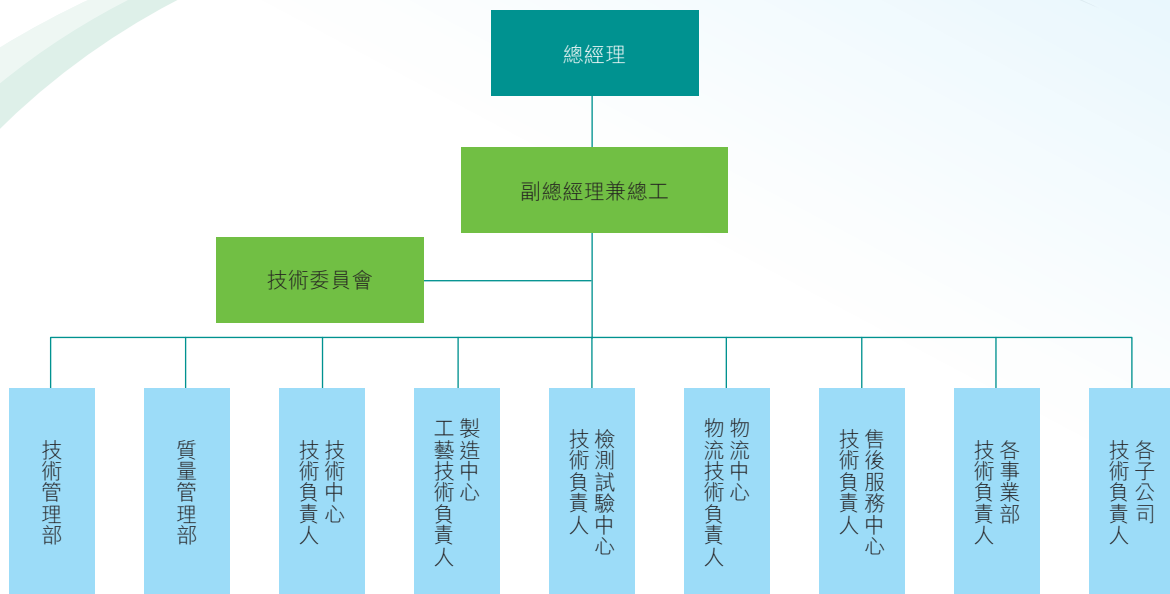 總經理
副總經理兼總工
技術委員會
技術管理部
質量管理部
技術中心
技術負責人
製造中心
工藝技術負責人
檢測試驗中心
技術負責人
物流中心
物流技術負責人
售後服務中心
技術負責人
各事業部
技術負責人
各子公司
技術負責人